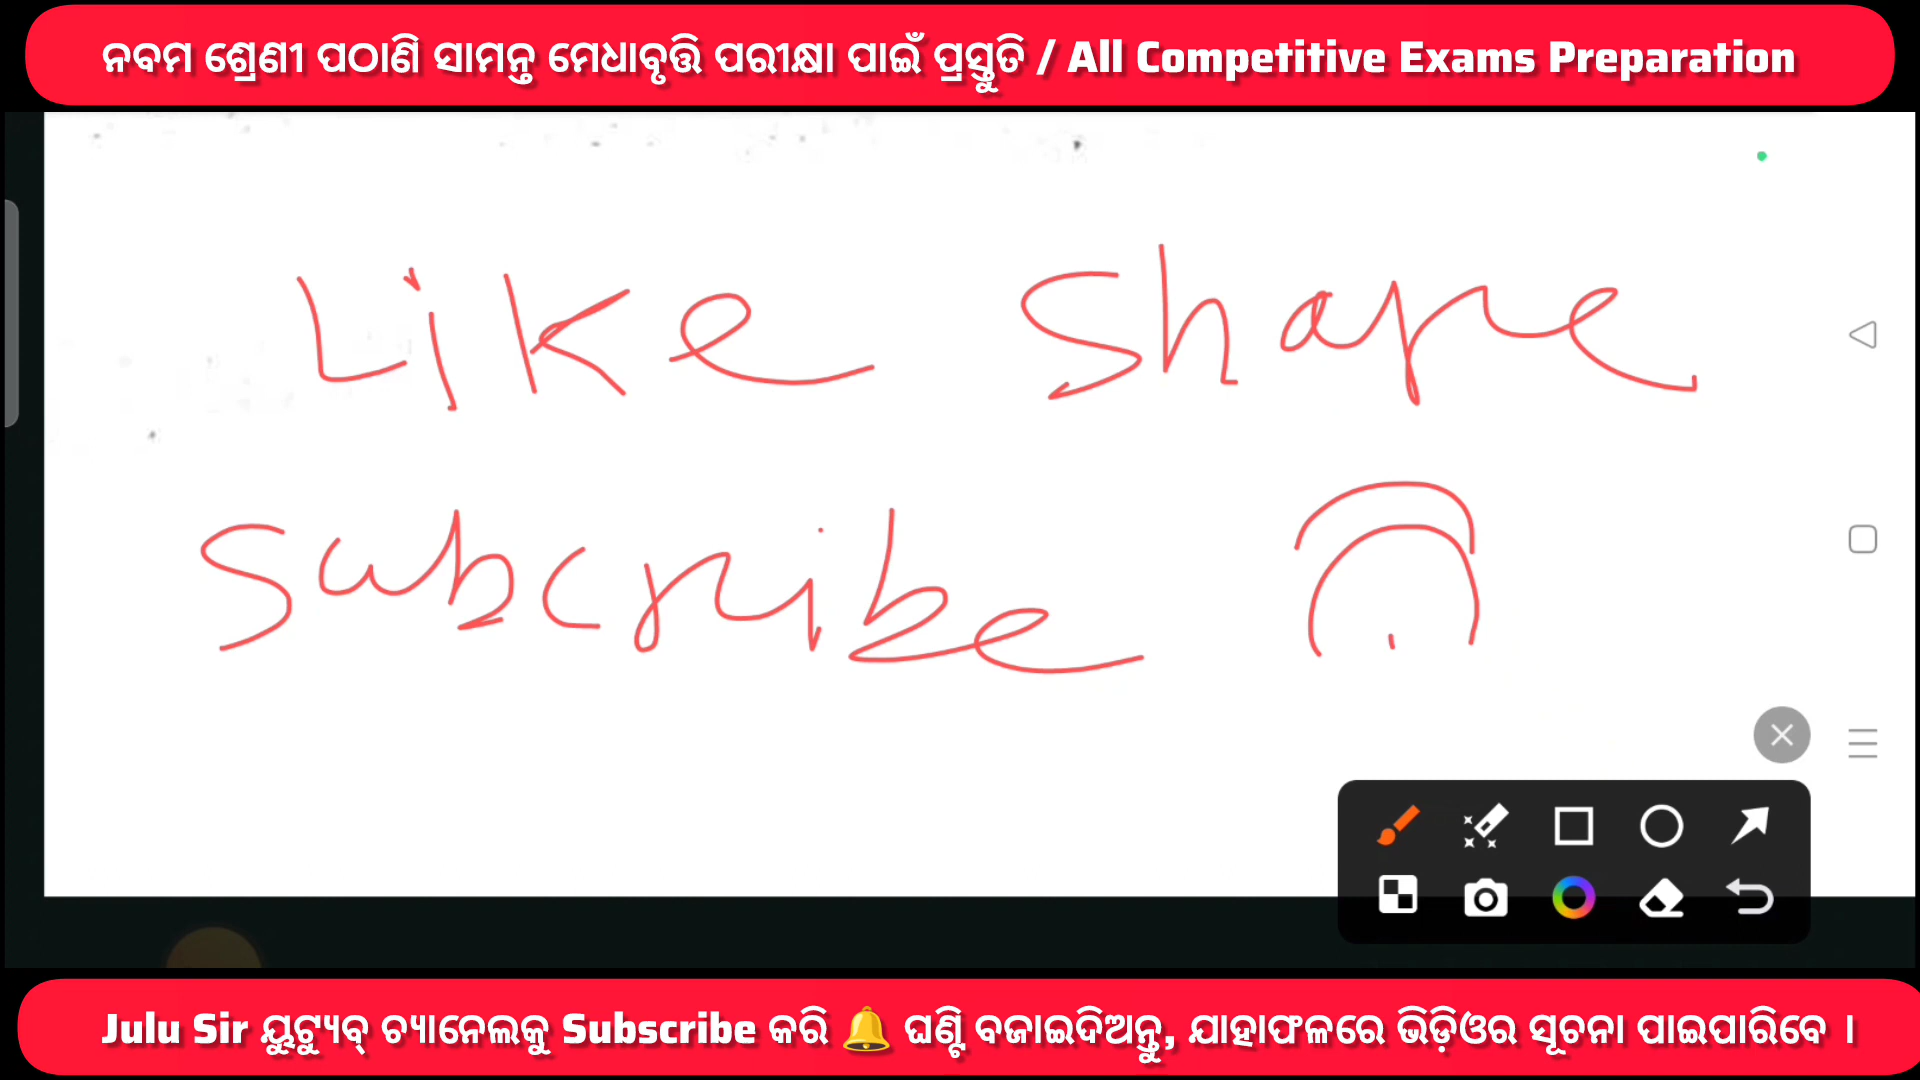 ନବମ ଶ୍ରେଣୀ ପଠାଣି ସାମନ୍ତ ମେଧାବୃତ୍ତି ପରୀକ୍ଷା ପାଇଁ ପ୍ରସ୍ତୁତି / All Competitive Exams Preparation
Like Share
Subcribe
Julu Sir ୟୁଟ୍ୟୁବ୍ ଚ୍ୟାନେଲକୁ Subscribe କରି 🔔 ଘଣ୍ଟି ବଜାଇଦିଅନ୍ତୁ, ଯାହାଫଳରେ ଭିଡ଼ିଓର ସୂଚନା ପାଇପାରିବେ ।